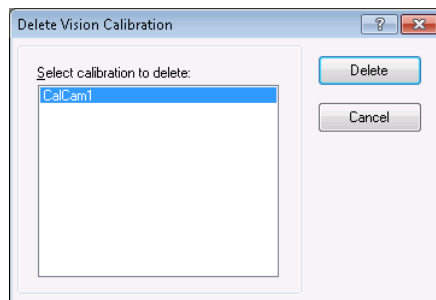 Delete Vision Calibration
?
Select calibration to delete:
CalCam1
Delete
Cancel